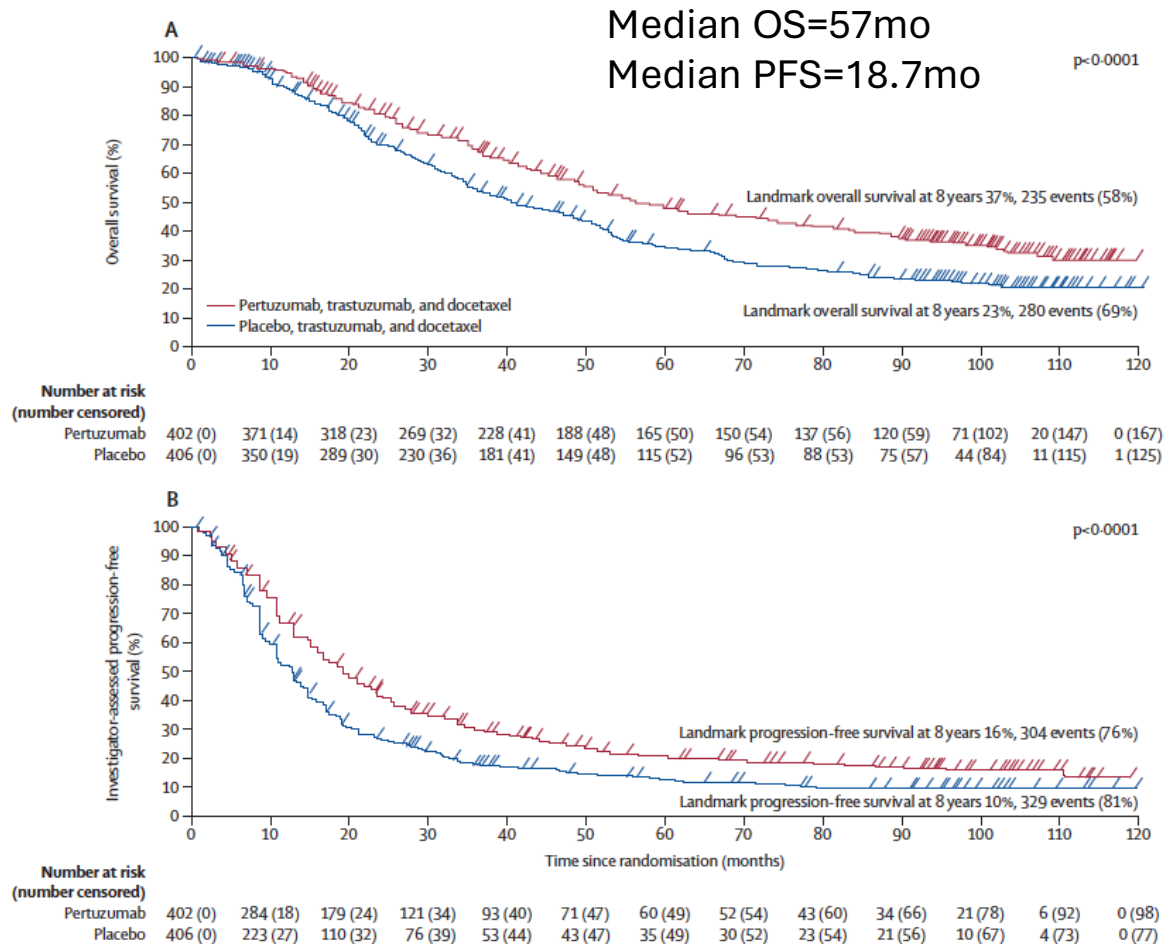 Median OS=57mo
Median PFS=18.7mo
A
p<0·0001
100
90
80
70
60
50
40
30
20
10
0
Overall survival (%)
Landmark overall survival at 8 years 37%, 235 events (58%)
Landmark overall survival at 8 years 23%, 280 events (69%)
Pertuzumab, trastuzumab, and docetaxel
Placebo, trastuzumab, and docetaxel
0 10 20 30 40 50 60 70 80 90 100 110 120
Number at risk
(number censored)
Pertuzumab 402 (0) 371 (14) 318 (23) 269 (32) 228 (41) 188 (48) 165 (50) 150 (54) 137 (56) 120 (59) 71 (102) 20 (147) 0 (167)
Placebo 406 (0) 350 (19) 289 (30) 230 (36) 181 (41) 149 (48) 115 (52) 96 (53) 88 (53) 75 (57) 44 (84) 11 (115) 1 (125)
B
p<0·0001
100
90
80
70
60
50
40
30
20
10
0
Investigator-assessed progression-free
survival (%)
Landmark progression-free survival at 8 years 16%, 304 events (76%)
Landmark progression-free survival at 8 years 10%, 329 events (81%)
0 10 20 30 40 50 60 70 80 90 100 110 120
Time since randomisation (months)
Number at risk
(number censored)
Pertuzumab 402 (0) 284 (18) 179 (24) 121 (34) 93 (40) 71 (47) 60 (49) 52 (54) 43 (60) 34 (66) 21 (78) 6 (92) 0 (98)
Placebo 406 (0) 223 (27) 110 (32) 76 (39) 53 (44) 43 (47) 35 (49) 30 (52) 23 (54) 21 (56) 10 (67) 4 (73) 0 (77)